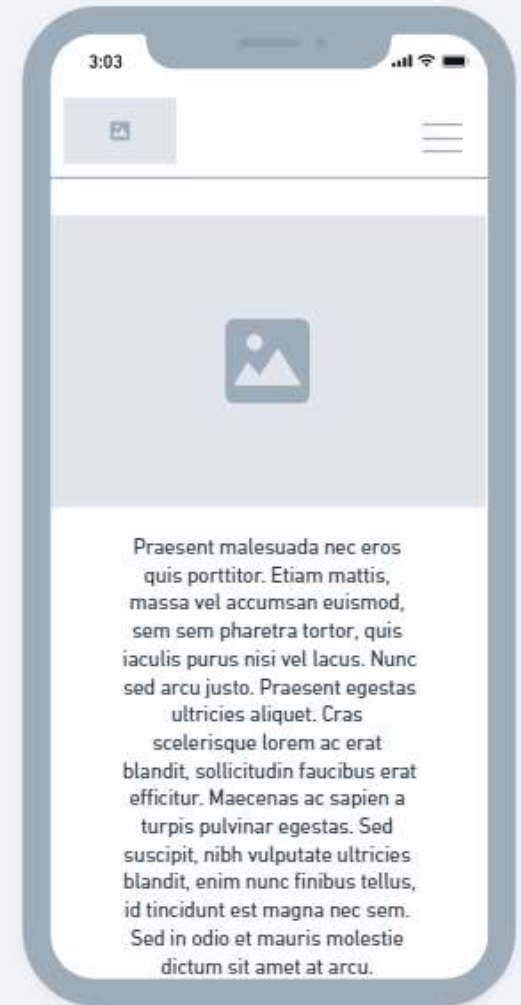 3:03
Praesent malesuada nec eros
quis porttitor. Etiam mattis,
massa vel accumsan euismod,
sem sem pharetra tortor, quis
iaculis purus nisi vel lacus. Nunc
sed arcu justo. Praesent egestas
ultricies aliquet. Cras
scelerisque lorem ac erat
blandit, sollicitudin faucibus erat
efficitur. Maecenas ac sapien a
turpis pulvinar egestas. Sed
suscipit, nibh vulputate ultricies
blandit, enim nunc finibus tellus,
id tincidunt est magna nec sem.
Sed in odio et mauris molestie
dictum sit amet at arcu.